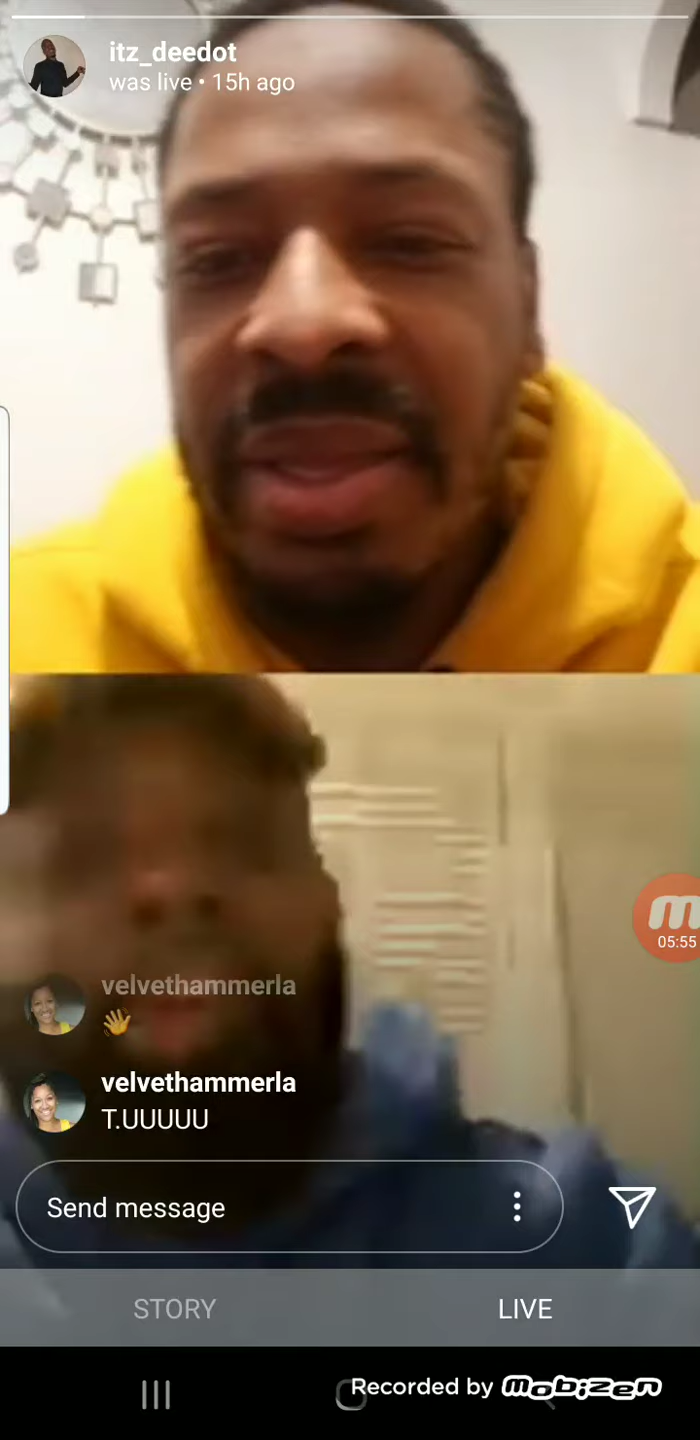 itz_deedot
was live • 15h ago
velvethammerla
👋
velvethammerla
T.UUUUU
Send message
STORY
LIVE
m
05:55
Recorded by mobizen